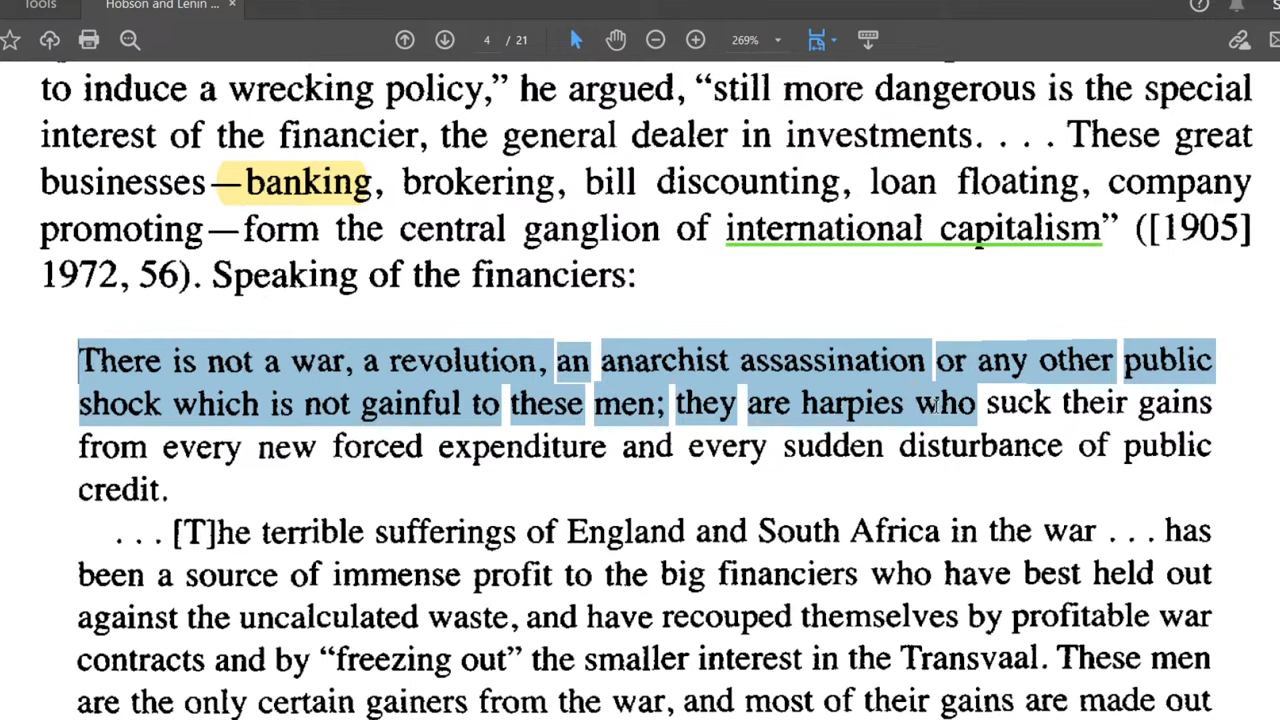 Tools
Hobson and Lenin ... ×
4 / 21
269%
to induce a wrecking policy,” he argued, “still more dangerous is the special
interest of the financier, the general dealer in investments. . . . These great
businesses—banking, brokering, bill discounting, loan floating, company
promoting—form the central ganglion of international capitalism” ([1905]
1972, 56). Speaking of the financiers:
There is not a war, a revolution, an anarchist assassination or any other public
shock which is not gainful to these men; they are harpies who suck their gains
from every new forced expenditure and every sudden disturbance of public
credit.
. . . [T]he terrible sufferings of England and South Africa in the war . . . has
been a source of immense profit to the big financiers who have best held out
against the uncalculated waste, and have recouped themselves by profitable war
contracts and by “freezing out” the smaller interest in the Transvaal. These men
are the only certain gainers from the war, and most of their gains are made out